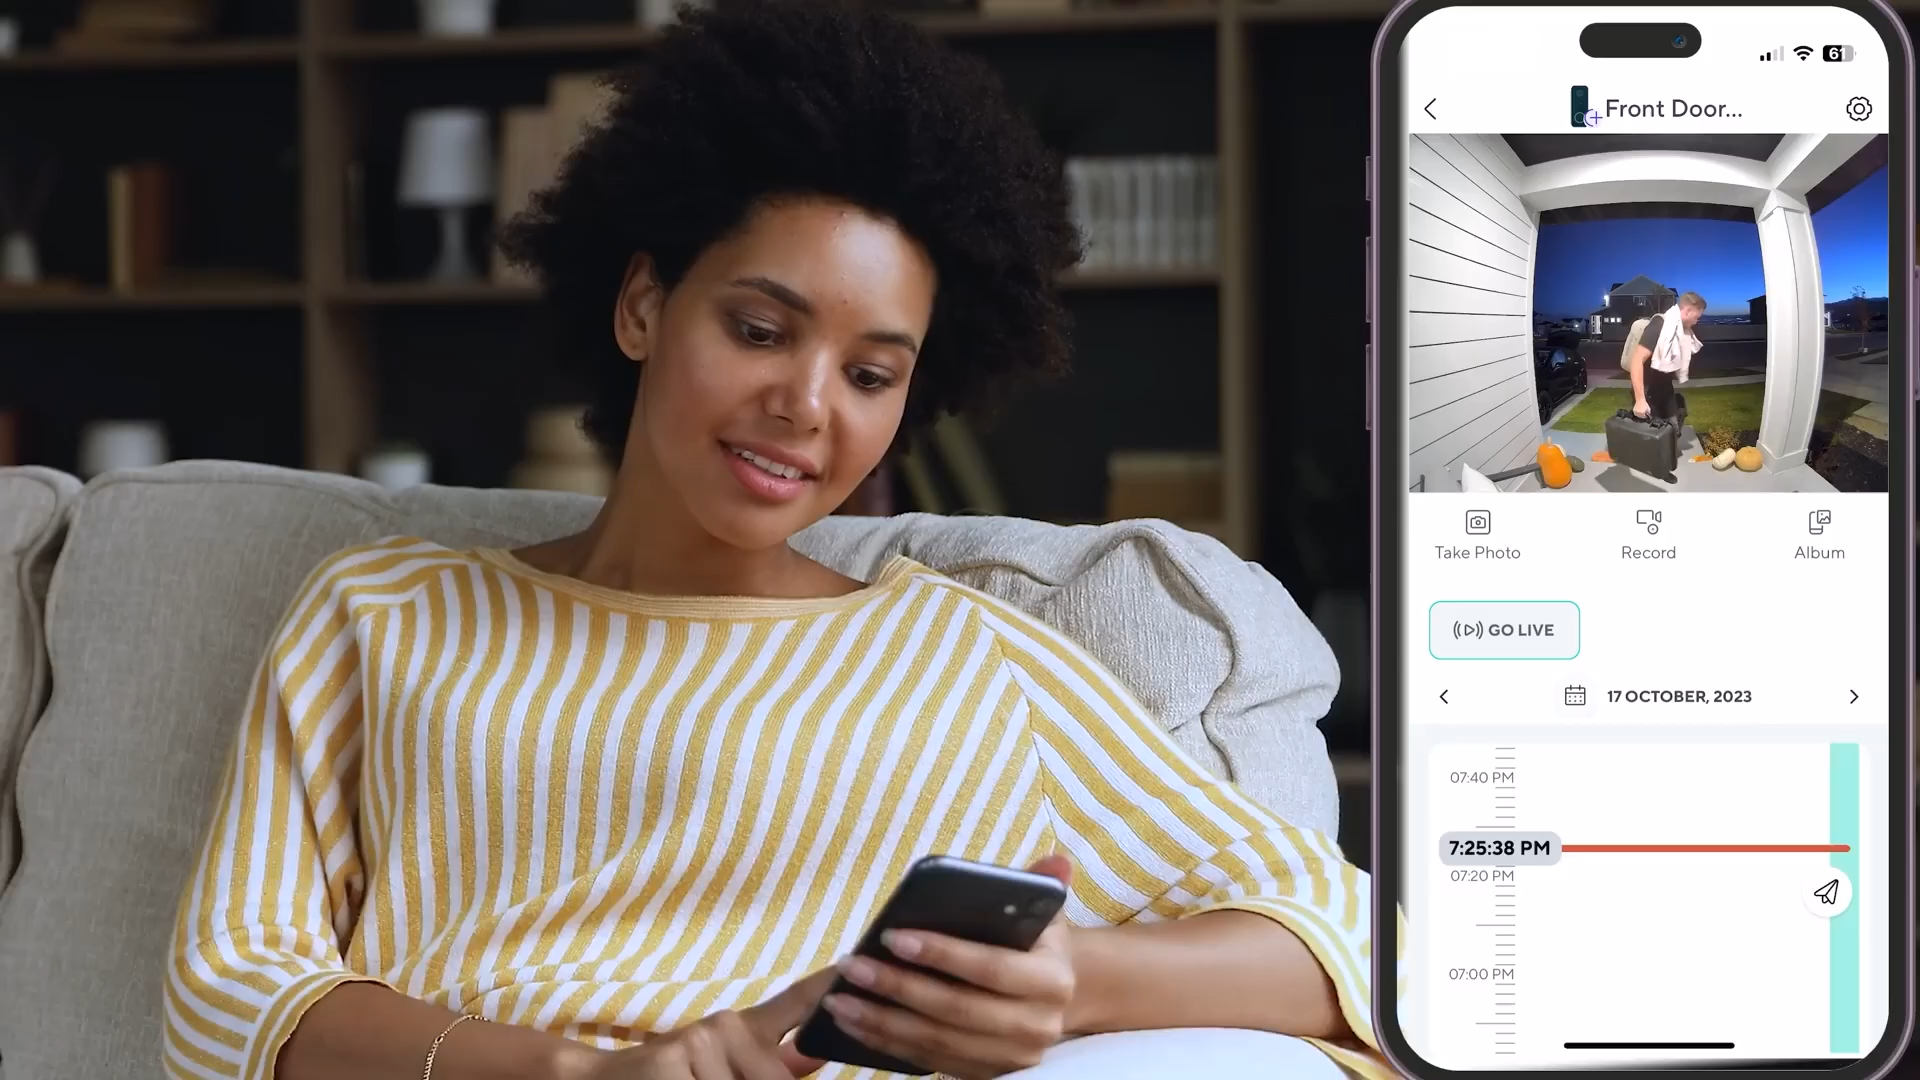 61
Front Door...
Take Photo
Record
Album
GO LIVE
17 OCTOBER, 2023
07:40 PM
7:25:38 PM
07:20 PM
07:00 PM